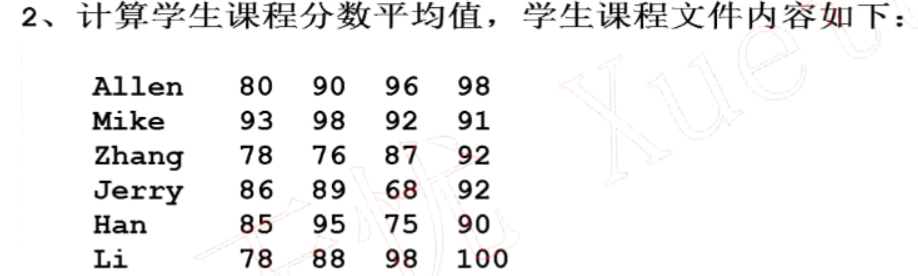 2、计算学生课程分数平均值，学生课程文件内容如下：
Allen 80 90 96 98
Mike 93 98 92 91
Zhang 78 76 87 92
Jerry 86 89 68 92
Han 85 95 75 90
Li 78 88 98 100